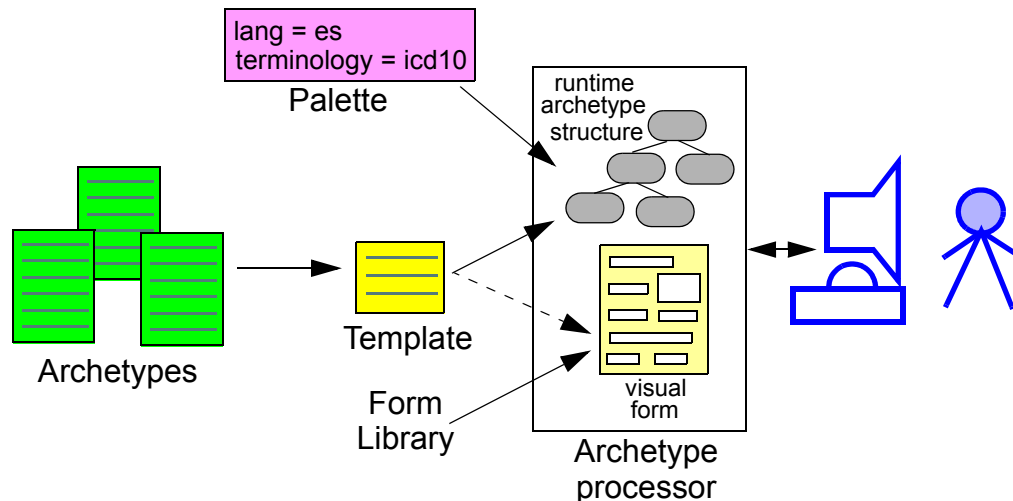 lang = es
terminology = icd10
Palette
runtime
archetype
structure
Archetypes
Template
Form
Library
visual
form
Archetype
processor